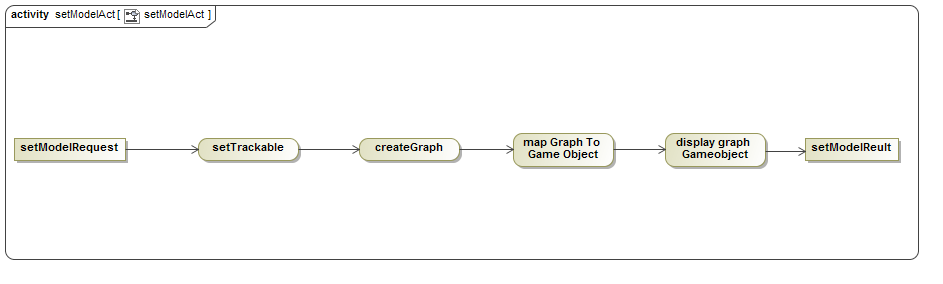 activity setModelAct [ setModelAct ]
setModelRequest
setTrackable
createGraph
map Graph To
Game Object
display graph
Gameobject
setModelReult